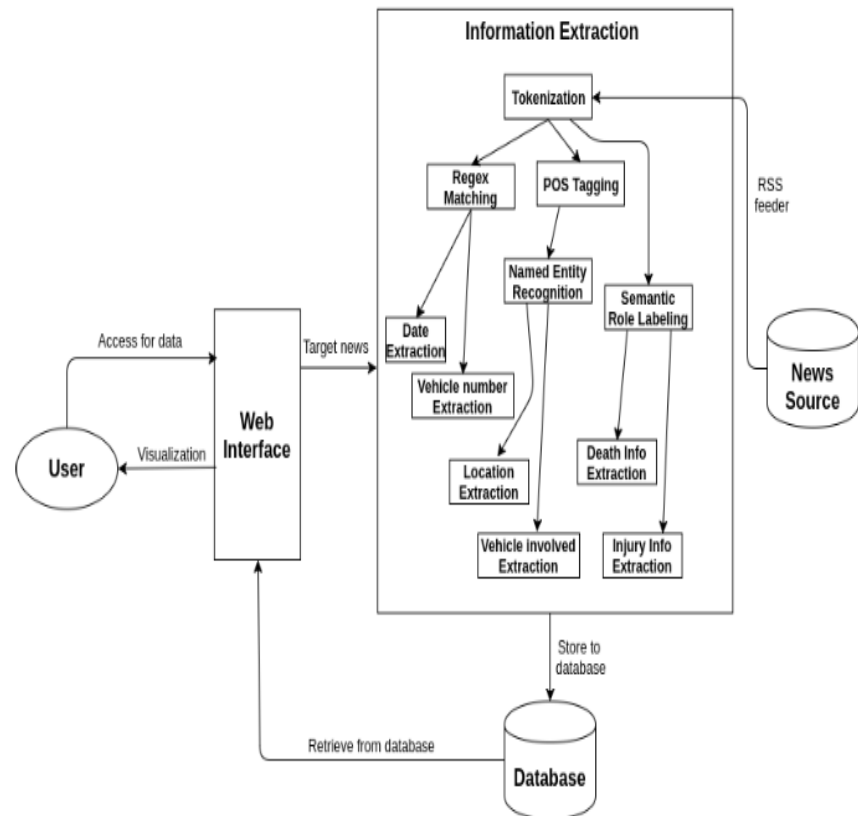 Information Extraction
Tokenization
Regex
Matching
POS Tagging
RSS
feeder
Named Entity
Recognition
Semantic
Role Labeling
Date
Extraction
Access for data
Target news
Vehicle number
Extraction
News
Source
Web
Interface
User
Visualization
Location
Extraction
Death Info
Extraction
Vehicle involved
Extraction
Injury Info
Extraction
Store to
database
Retrieve from database
Database